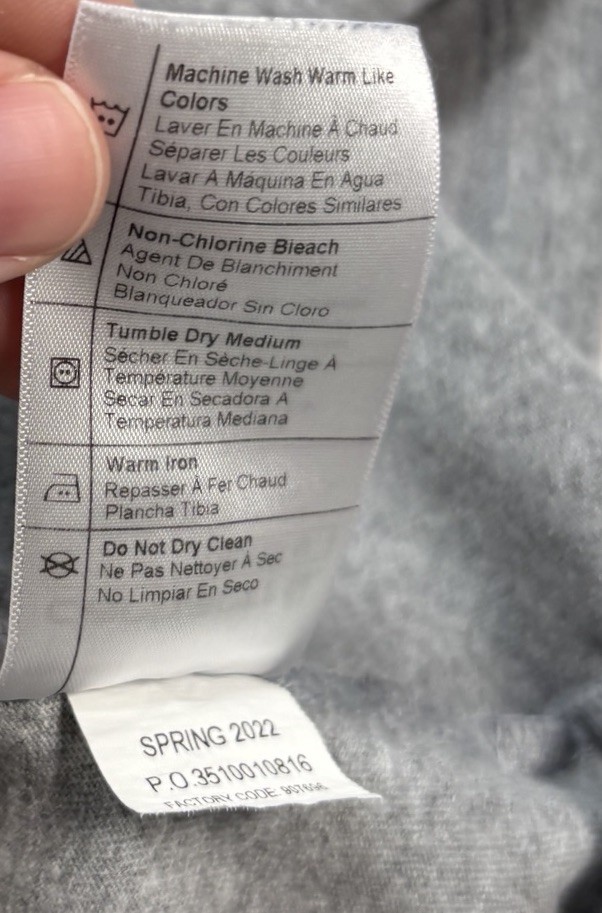 Machine Wash Warm Like
Colors
Laver En Machine À Chaud
Séparer Les Couleurs
Lavar A Máquina En Agua
Tibia, Con Colores Similares
Non-Chlorine Bleach
Agent De Blanchiment
Non Chloré
Blanqueador Sin Cloro
Tumble Dry Medium
Sécher En Sèche-Linge À
Température Moyenne
Secar En Secadora A
Temperatura Mediana
Warm Iron
Repasser À Fer Chaud
Plancha Tibia
Do Not Dry Clean
Ne Pas Nettoyer À Sec
No Limpiar En Seco
SPRING 2022
P.O.3510010816
FACTORY CODE